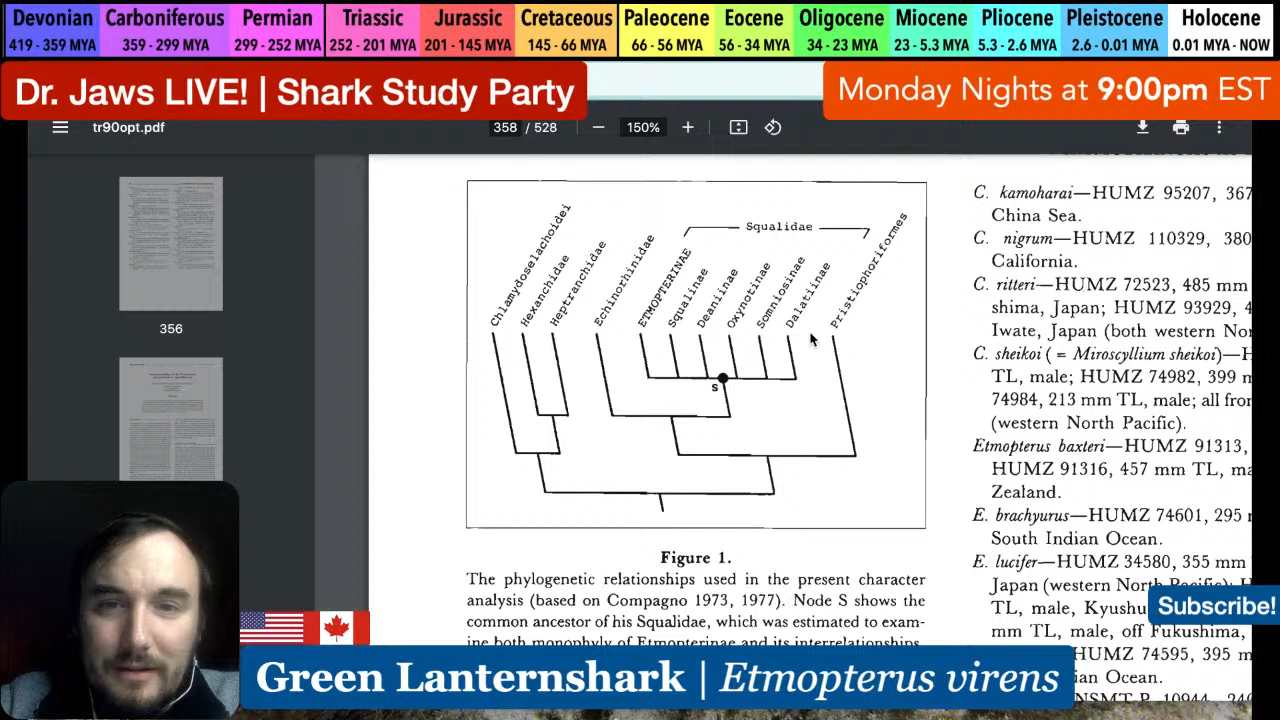 Devonian Carboniferous Permian Triassic Jurassic Cretaceous Paleocene Eocene Oligocene Miocene Pliocene Pleistocene Holocene
419 - 359 MYA 359 - 299 MYA 299 - 252 MYA 252 - 201 MYA 201 - 145 MYA 145 - 66 MYA 66 - 56 MYA 56 - 34 MYA 34 - 23 MYA 23 - 5.3 MYA 5.3 - 2.6 MYA 2.6 - 0.01 MYA 0.01 MYA - NOW
Dr. Jaws LIVE! | Shark Study Party
Monday Nights at 9:00pm EST
tr90opt.pdf
358 / 528
150%
356
Squalidae
Chlamydoselachoidei
Hexanchidae
Heptranchidae
Echinorhinidae
ETMOPTERINAE
Squalinae
Deaniinae
Oxynotinae
Somniosinae
Dalatiinae
Pristiophoriformes
S
Figure 1.
The phylogenetic relationships used in the present character
analysis (based on Compagno 1973, 1977). Node S shows the
common ancestor of his Squalidae, which was estimated to exam-
ine both monophyly of Etmopterinae and its interrelationships
C. kamoharai—HUMZ 95207, 367
China Sea.
C. nigrum—HUMZ 110329, 380
California.
C. ritteri—HUMZ 72523, 485 mm
shima, Japan; HUMZ 93929,
Iwate, Japan (both western
C. sheikoi (= Miroscyllium sheikoi)—
TL, male; HUMZ 74982, 399
74984, 213 mm TL, male; all
(western North Pacific).
Etmopterus baxteri—HUMZ 91313,
HUMZ 91316, 457 mm TL,
Zealand.
E. brachyurus—HUMZ 74601, 295
South Indian Ocean.
E. lucifer—HUMZ 34580, 355 mm
Japan (western North Pacific);
TL, male, Kyushu
mm TL, male, off Fukushima,
HUMZ 74595, 395
Ocean.
Subscribe!
Green Lanternshark | Etmopterus virens